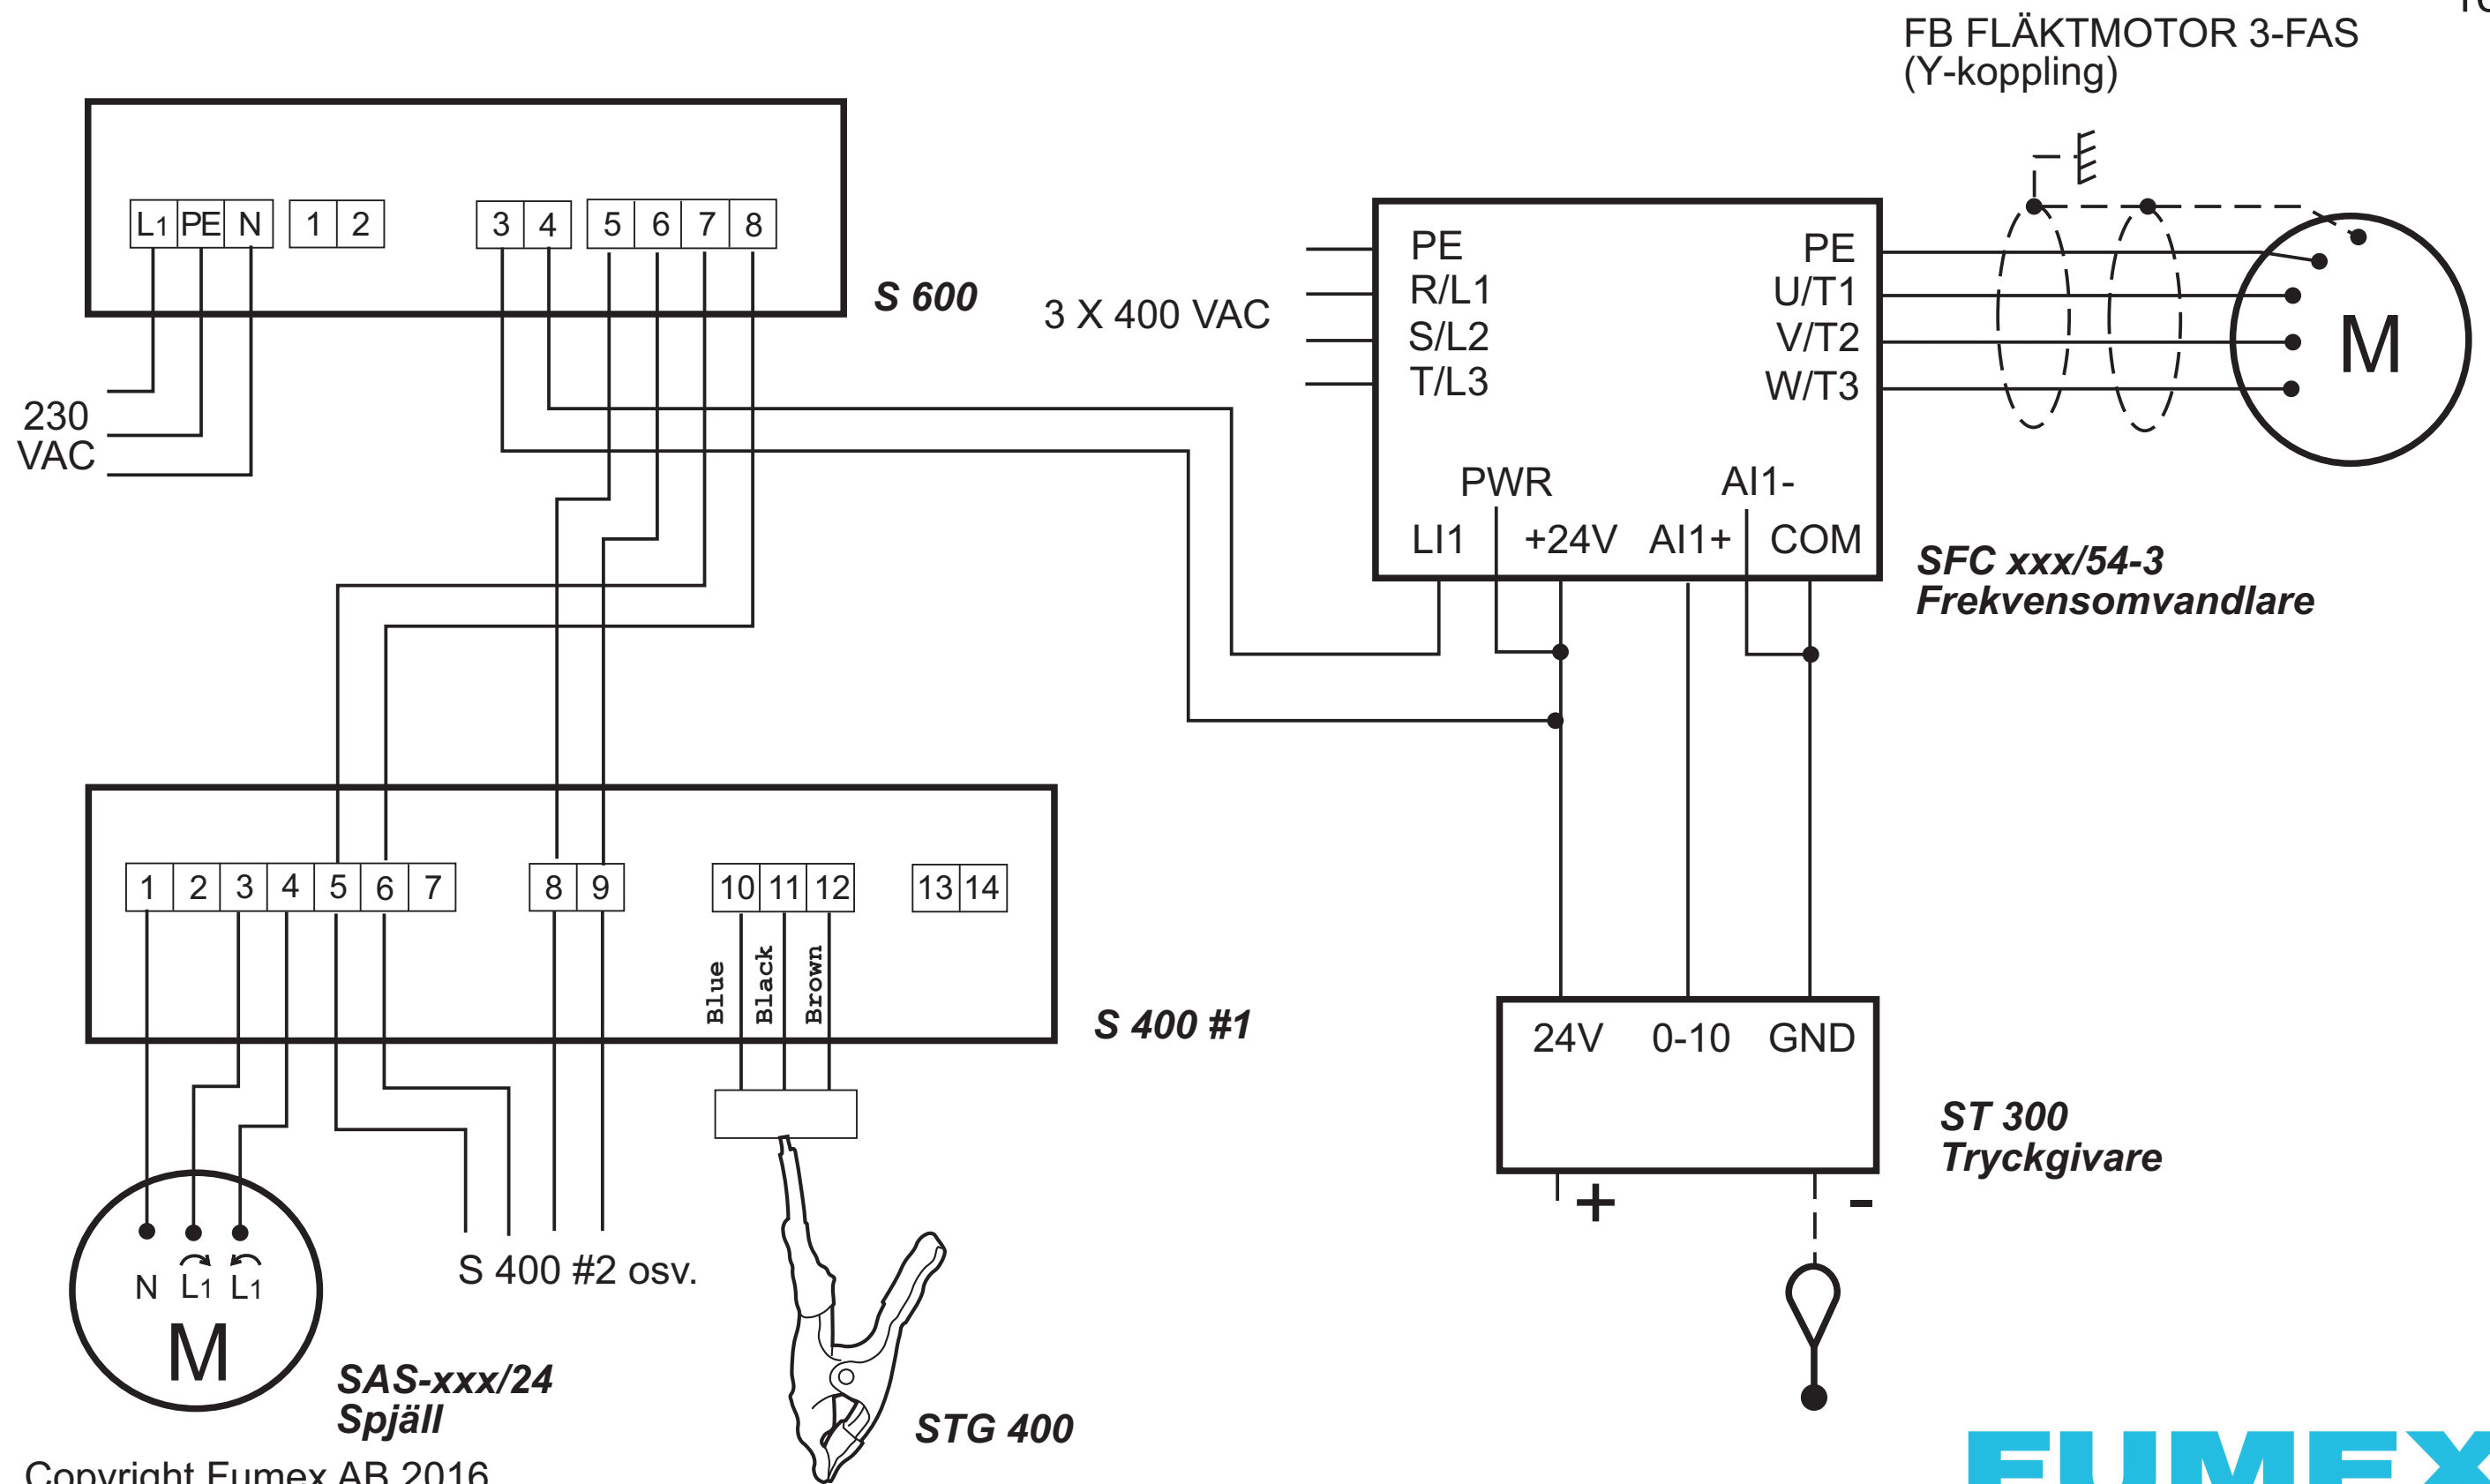 FB FLÄKTMOTOR 3-FAS
(Y-koppling)
L1 PE N 1 2 3 4 5 6 7 8
S 600
230
VAC
3 X 400 VAC
PE
R/L1
S/L2
T/L3
PE
U/T1
V/T2
W/T3
M
PWR
AI1-
LI1 +24V AI1+ COM
SFC xxx/54-3
Frekvensomvandlare
1 2 3 4 5 6 7 8 9 10 11 12 13 14
Blue
Black
Brown
S 400 #1
24V 0-10 GND
ST 300
Tryckgivare
+ -
N L1 L1
M
S 400 #2 osv.
SAS-xxx/24
Spjäll
STG 400
Copyright Fumex AB 2016
FUMEX